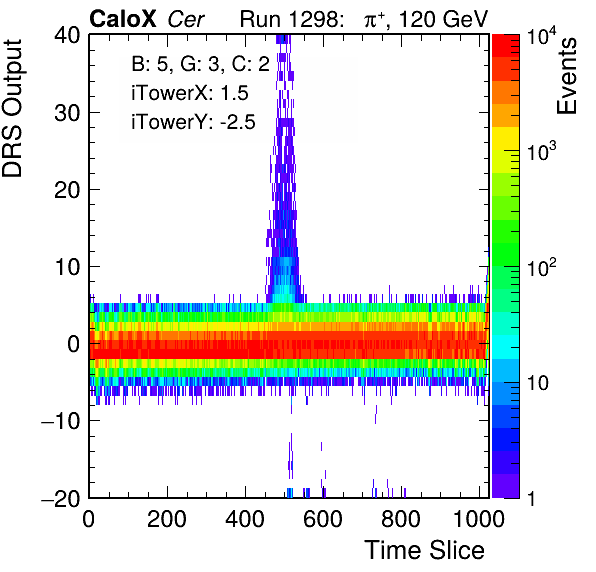 CaloX Cer Run 1298: π⁺, 120 GeV
B: 5, G: 3, C: 2
iTowerX: 1.5
iTowerY: -2.5
DRS Output
40
30
20
10
0
−10
−20
0 200 400 600 800 1000
Time Slice
Events
10⁴
10³
10²
10
1